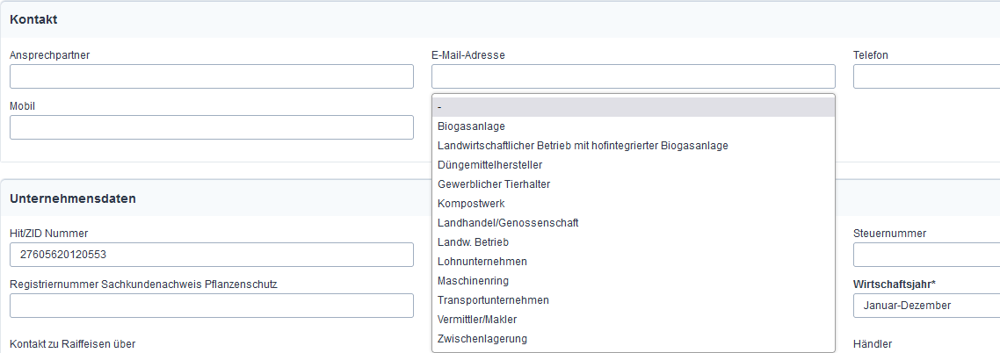 Kontakt
Ansprechpartner
E-Mail-Adresse
Telefon
Mobil
-
Biogasanlage
Landwirtschaftlicher Betrieb mit hofintegrierter Biogasanlage
Düngemittelhersteller
Gewerblicher Tierhalter
Kompostwerk
Landhandel/Genossenschaft
Landw. Betrieb
Lohnunternehmen
Maschinenring
Transportunternehmen
Vermittler/Makler
Zwischenlagerung
Unternehmensdaten
Hit/ZID Nummer
27605620120553
Steuernummer
Registriernummer Sachkundenachweis Pflanzenschutz
Wirtschaftsjahr*
Januar-Dezember
Kontakt zu Raiffeisen über
Händler